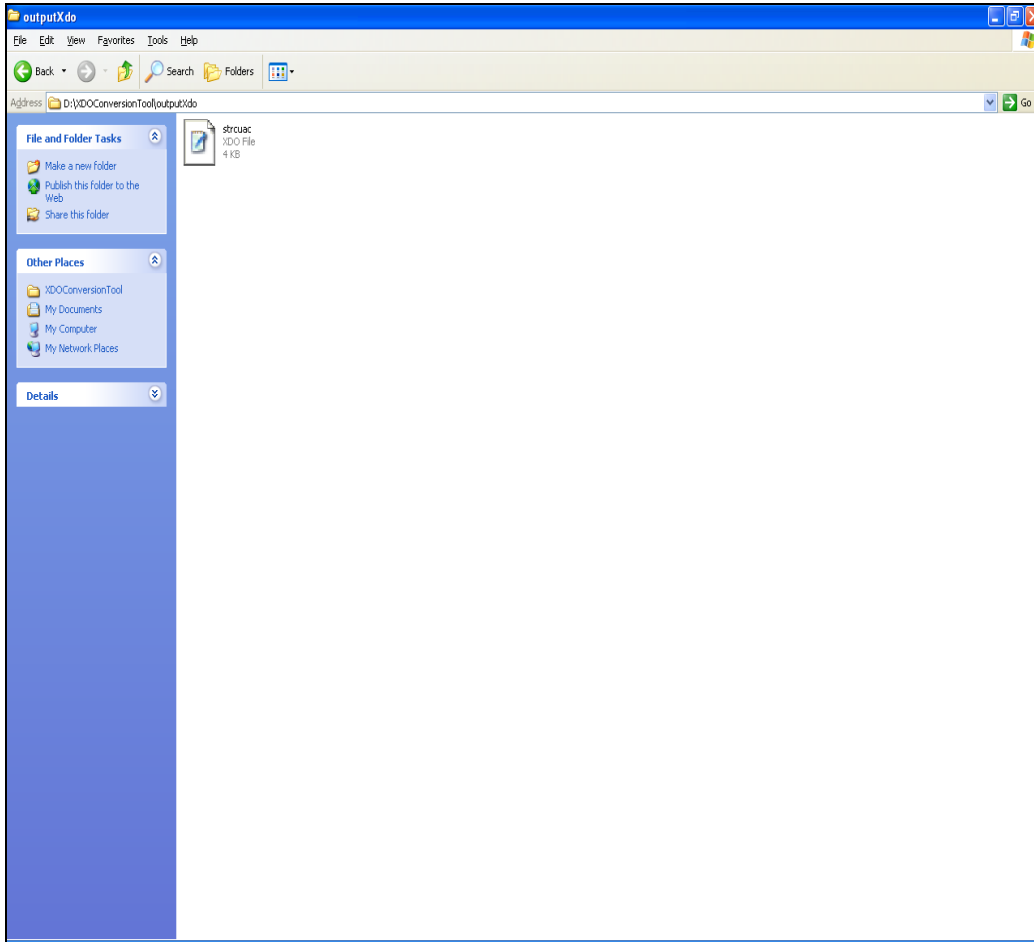 outputXdo
File Edit View Favorites Tools Help
Back Search Folders
Address D:\XDOConversionTool\outputXdo Go
File and Folder Tasks
Make a new folder
Publish this folder to the
Web
Share this folder
Other Places
XDOConversionTool
My Documents
My Computer
My Network Places
Details
strcuac
XDO File
4 KB